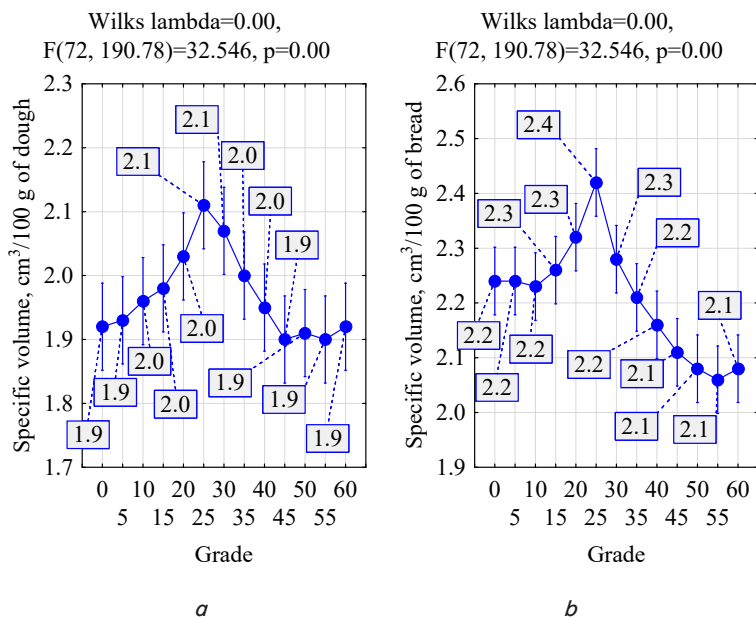 Wilks lambda=0.00,
F(72, 190.78)=32.546, p=0.00
Specific volume, cm³/100 g of dough
2.3
2.2
2.1
2.0
1.9
1.8
1.7
1.9
1.9
2.0
2.0
2.0
2.1
2.1
2.0
2.0
1.9
1.9
1.9
1.9
0 10 20 30 40 50 60
5 15 25 35 45 55
Grade
a
Wilks lambda=0.00,
F(72, 190.78)=32.546, p=0.00
Specific volume, cm³/100 g of bread
2.6
2.5
2.4
2.3
2.2
2.1
2.0
1.9
2.2
2.2
2.2
2.3
2.3
2.4
2.3
2.2
2.2
2.1
2.1
2.1
2.1
0 10 20 30 40 50 60
5 15 25 35 45 55
Grade
b